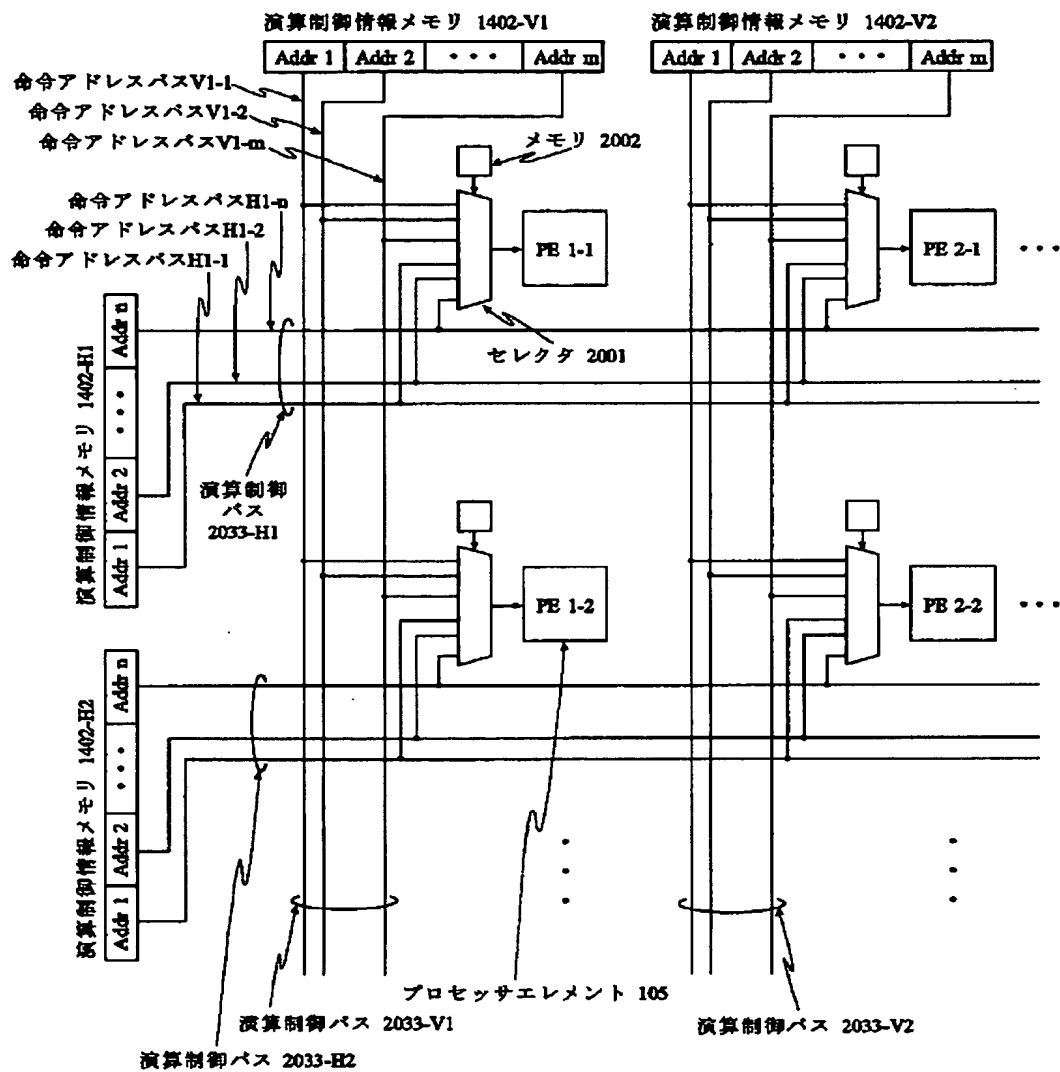 演算制御情報メモリ 1402-V1
Addr 1 Addr 2 ・・・ Addr m
演算制御情報メモリ 1402-V2
Addr 1 Addr 2 ・・・ Addr m
命令アドレスバスV1-1
命令アドレスバスV1-2
命令アドレスバスV1-m
メモリ 2002
命令アドレスバスH1-n
命令アドレスバスH1-2
命令アドレスバスH1-1
PE 1-1
PE 2-1 ・・・
セレクタ 2001
演算制御情報メモリ 1402-H1
Addr 1 Addr 2 ・・・ Addr n
演算制御
バス
2033-H1
PE 1-2
PE 2-2 ・・・
演算制御情報メモリ 1402-H2
Addr 1 Addr 2 ・・・ Addr n
プロセッサエレメント 105
演算制御バス 2033-V1
演算制御バス 2033-V2
演算制御バス 2033-H2